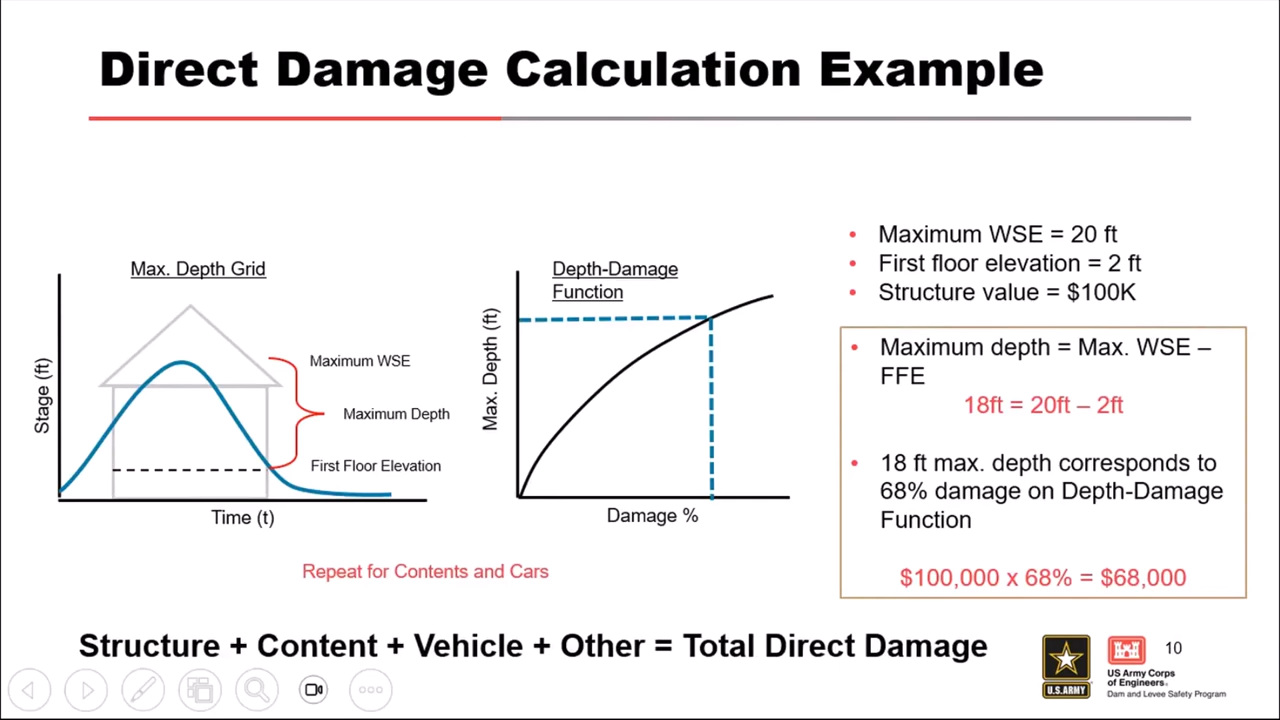 Direct Damage Calculation Example
Max. Depth Grid
Stage (ft)
Maximum WSE
Maximum Depth
First Floor Elevation
Time (t)
Depth-Damage
Function
Max. Depth (ft)
Damage %
Repeat for Contents and Cars
• Maximum WSE = 20 ft
• First floor elevation = 2 ft
• Structure value = $100K
• Maximum depth = Max. WSE –
FFE
18ft = 20ft – 2ft
• 18 ft max. depth corresponds to
68% damage on Depth-Damage
Function
$100,000 x 68% = $68,000
Structure + Content + Vehicle + Other = Total Direct Damage
U.S.ARMY
US Army Corps
of Engineers®
Dam and Levee Safety Program
10